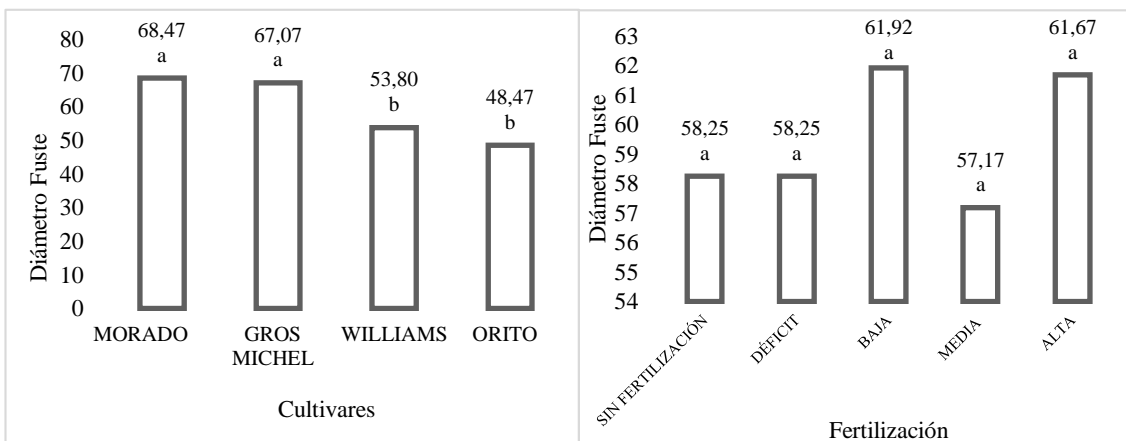 Diámetro Fuste
80
70
60
50
40
30
20
10
0
68,47
a
67,07
a
53,80
b
48,47
b
MORADO
GROS
MICHEL
WILLIAMS
ORITO
Cultivares
Diámetro Fuste
63
62
61
60
59
58
57
56
55
54
58,25
a
58,25
a
61,92
a
57,17
a
61,67
a
SIN FERTILIZACIÓN
DÉFICIT
BAJA
MEDIA
ALTA
Fertilización